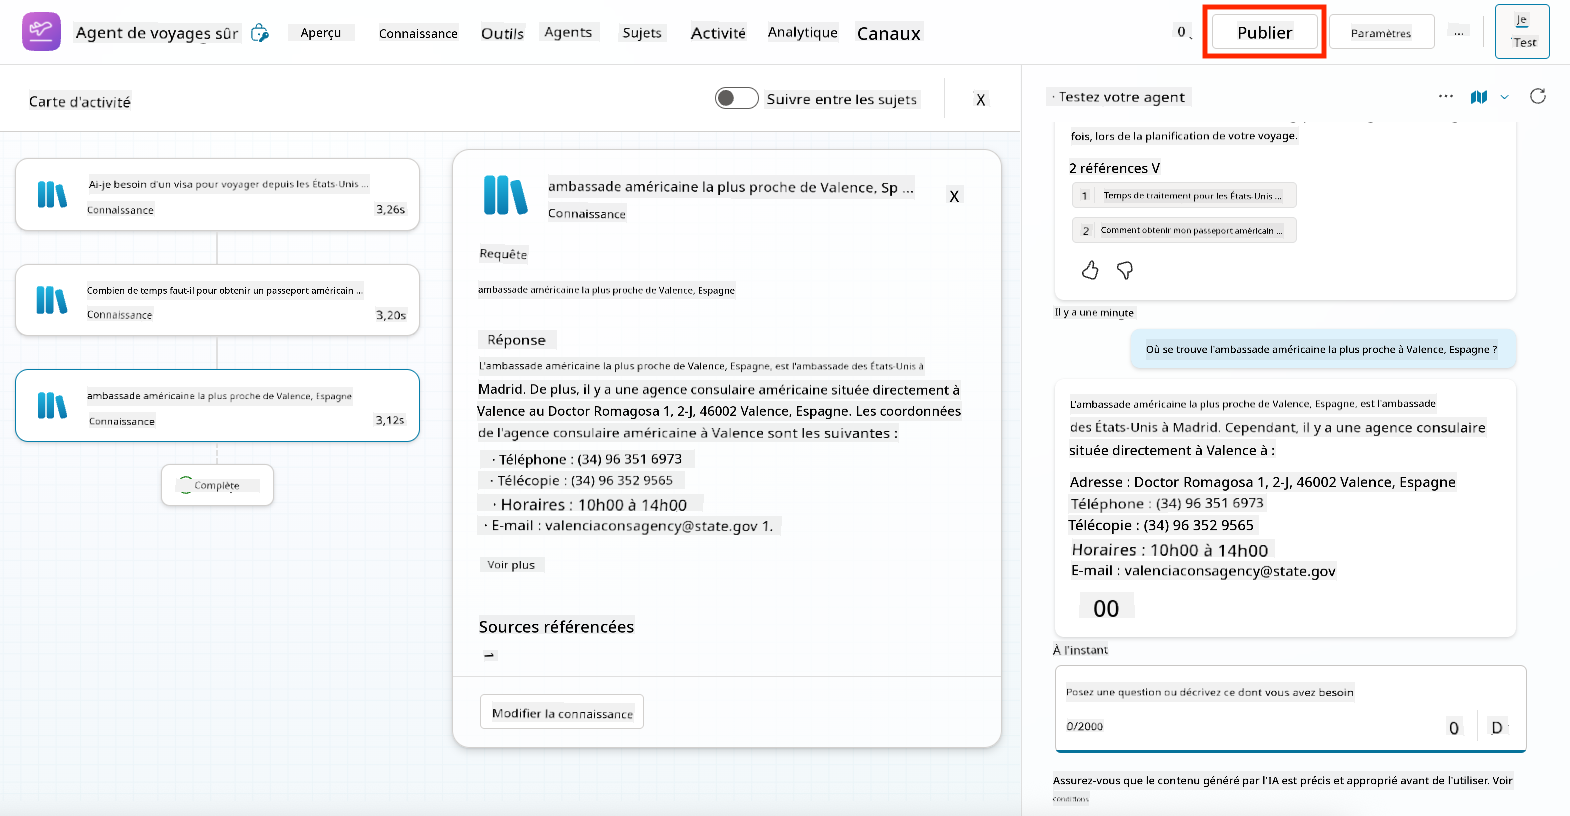 Agent de voyages sûr
Aperçu
Connaissance
Outils
Agents
Sujets
Activité
Analytique
Canaux
0
Publier
Paramètres
...
Je
Test
Carte d'activité
Suivre entre les sujets
X
Ai-je besoin d'un visa pour voyager depuis les États-Unis ...
Connaissance
3,26s
Combien de temps faut-il pour obtenir un passeport américain ...
Connaissance
3,20s
ambassade américaine la plus proche de Valence, Espagne
Connaissance
3,12s
Complète
ambassade américaine la plus proche de Valence, Sp ...
Connaissance
X
Requête
ambassade américaine la plus proche de Valence, Espagne
Réponse
L'ambassade américaine la plus proche de Valence, Espagne, est l'ambassade des États-Unis à
Madrid. De plus, il y a une agence consulaire américaine située directement à
Valence au Doctor Romagosa 1, 2-J, 46002 Valence, Espagne. Les coordonnées
de l'agence consulaire américaine à Valence sont les suivantes :
· Téléphone : (34) 96 351 6973
· Télécopie : (34) 96 352 9565
· Horaires : 10h00 à 14h00
· E-mail : valenciaconsagency@state.gov 1.
Voir plus
Sources référencées
Modifier la connaissance
· Testez votre agent
...
fois, lors de la planification de votre voyage.
2 références V
1 Temps de traitement pour les États-Unis ...
2 Comment obtenir mon passeport américain ...
Il y a une minute
Où se trouve l'ambassade américaine la plus proche à Valence, Espagne ?
L'ambassade américaine la plus proche de Valence, Espagne, est l'ambassade
des États-Unis à Madrid. Cependant, il y a une agence consulaire
située directement à Valence à :
Adresse : Doctor Romagosa 1, 2-J, 46002 Valence, Espagne
Téléphone : (34) 96 351 6973
Télécopie : (34) 96 352 9565
Horaires : 10h00 à 14h00
E-mail : valenciaconsagency@state.gov
00
À l'instant
Posez une question ou décrivez ce dont vous avez besoin
0/2000
0
D
Assurez-vous que le contenu généré par l'IA est précis et approprié avant de l'utiliser. Voir
conditions